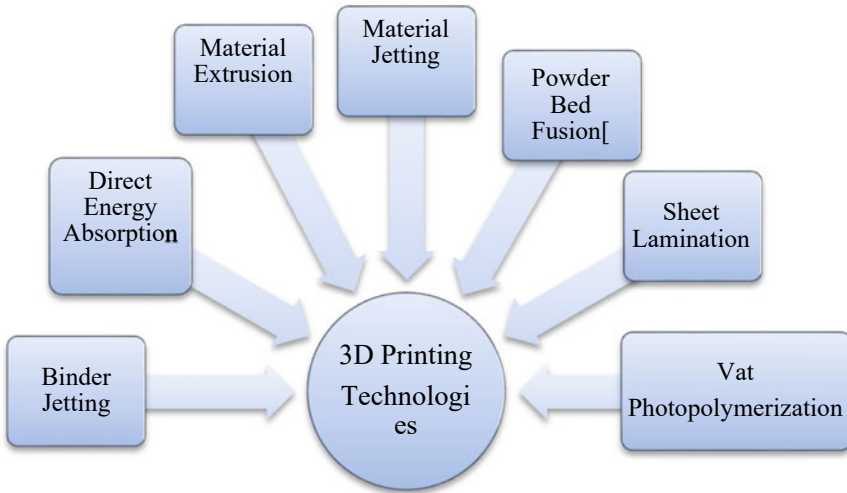 Material
Extrusion
Material
Jetting
Powder
Bed
Fusion[
Direct
Energy
Absorption
Sheet
Lamination
Binder
Jetting
3D Printing
Technologi
es
Vat
Photopolymerization